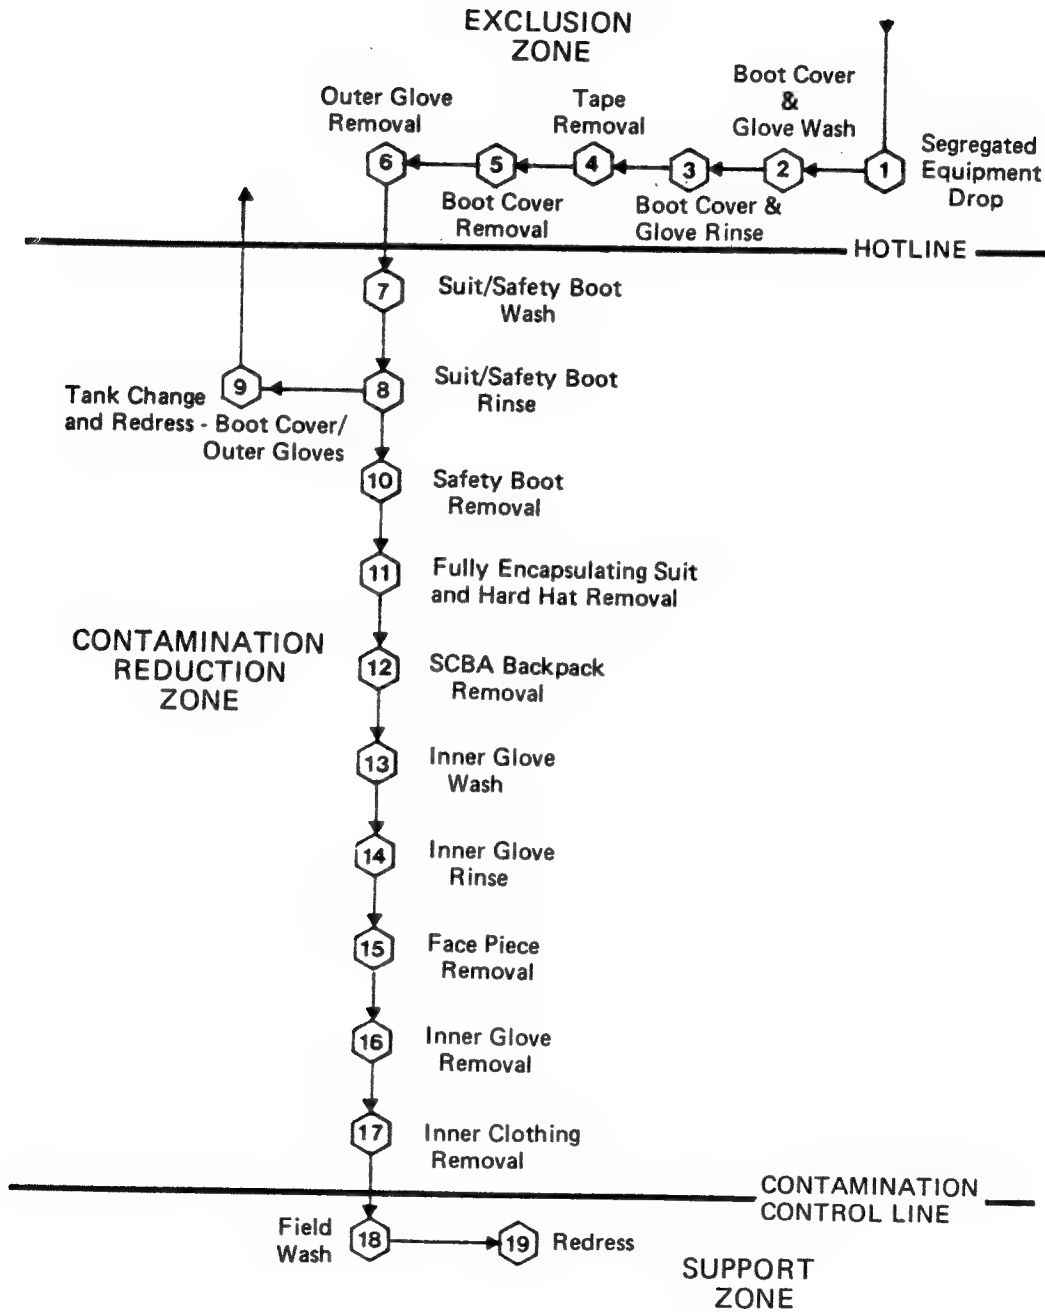 EXCLUSION
ZONE
Outer Glove
Removal
Tape
Removal
Boot Cover
&
Glove Wash
6
5
4
3
2
1
Segregated
Equipment
Drop
Boot Cover
Removal
Boot Cover &
Glove Rinse
HOTLINE
7
Suit/Safety Boot
Wash
9
8
Suit/Safety Boot
Rinse
Tank Change
and Redress - Boot Cover/
Outer Gloves
10
Safety Boot
Removal
11
Fully Encapsulating Suit
and Hard Hat Removal
CONTAMINATION
REDUCTION
ZONE
12
SCBA Backpack
Removal
13
Inner Glove
Wash
14
Inner Glove
Rinse
15
Face Piece
Removal
16
Inner Glove
Removal
17
Inner Clothing
Removal
CONTAMINATION
CONTROL LINE
Field
Wash
18
19
Redress
SUPPORT
ZONE